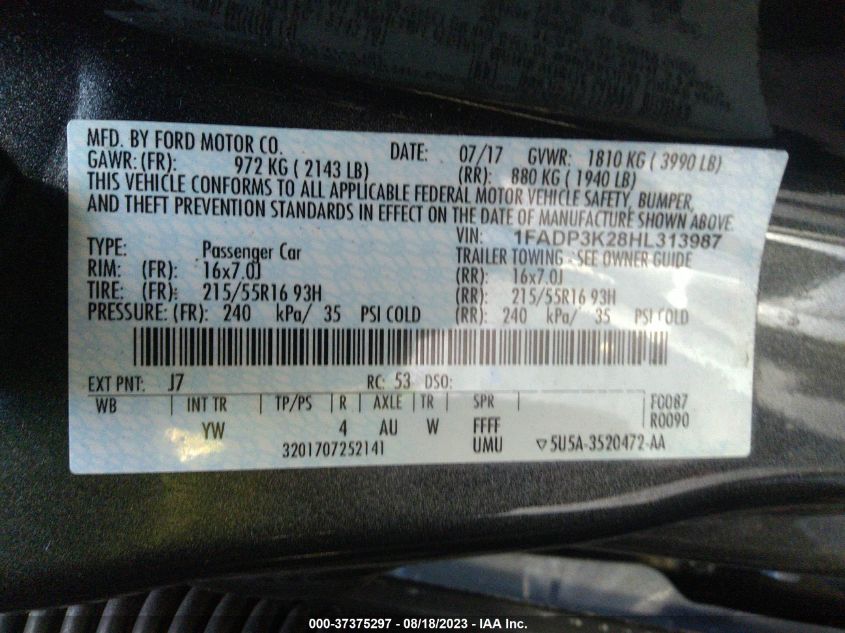 MFD. BY FORD MOTOR CO. DATE: 07/17 GVWR: 1810 KG ( 3990 LB)
GAWR: (FR): 972 KG ( 2143 LB) (RR): 880 KG ( 1940 LB)
THIS VEHICLE CONFORMS TO ALL APPLICABLE FEDERAL MOTOR VEHICLE SAFETY, BUMPER,
AND THEFT PREVENTION STANDARDS IN EFFECT ON THE DATE OF MANUFACTURE SHOWN ABOVE.
VIN: 1FADP3K28HL313987
TYPE: Passenger Car TRAILER TOWING - SEE OWNER GUIDE
RIM: (FR): 16x7.0J (RR): 16x7.0J
TIRE: (FR): 215/55R16 93H (RR): 215/55R16 93H
PRESSURE: (FR): 240 kPa/ 35 PSI COLD (RR): 240 kPa/ 35 PSI COLD
EXT PNT: J7 RC: 53 DSO:
WB INT TR TP/PS R AXLE TR SPR F0087
YW 4 AU W FFFF R0090
3201707252141 UMU ▽5U5A-3520472-AA
000-37375297 - 08/18/2023 - IAA Inc.